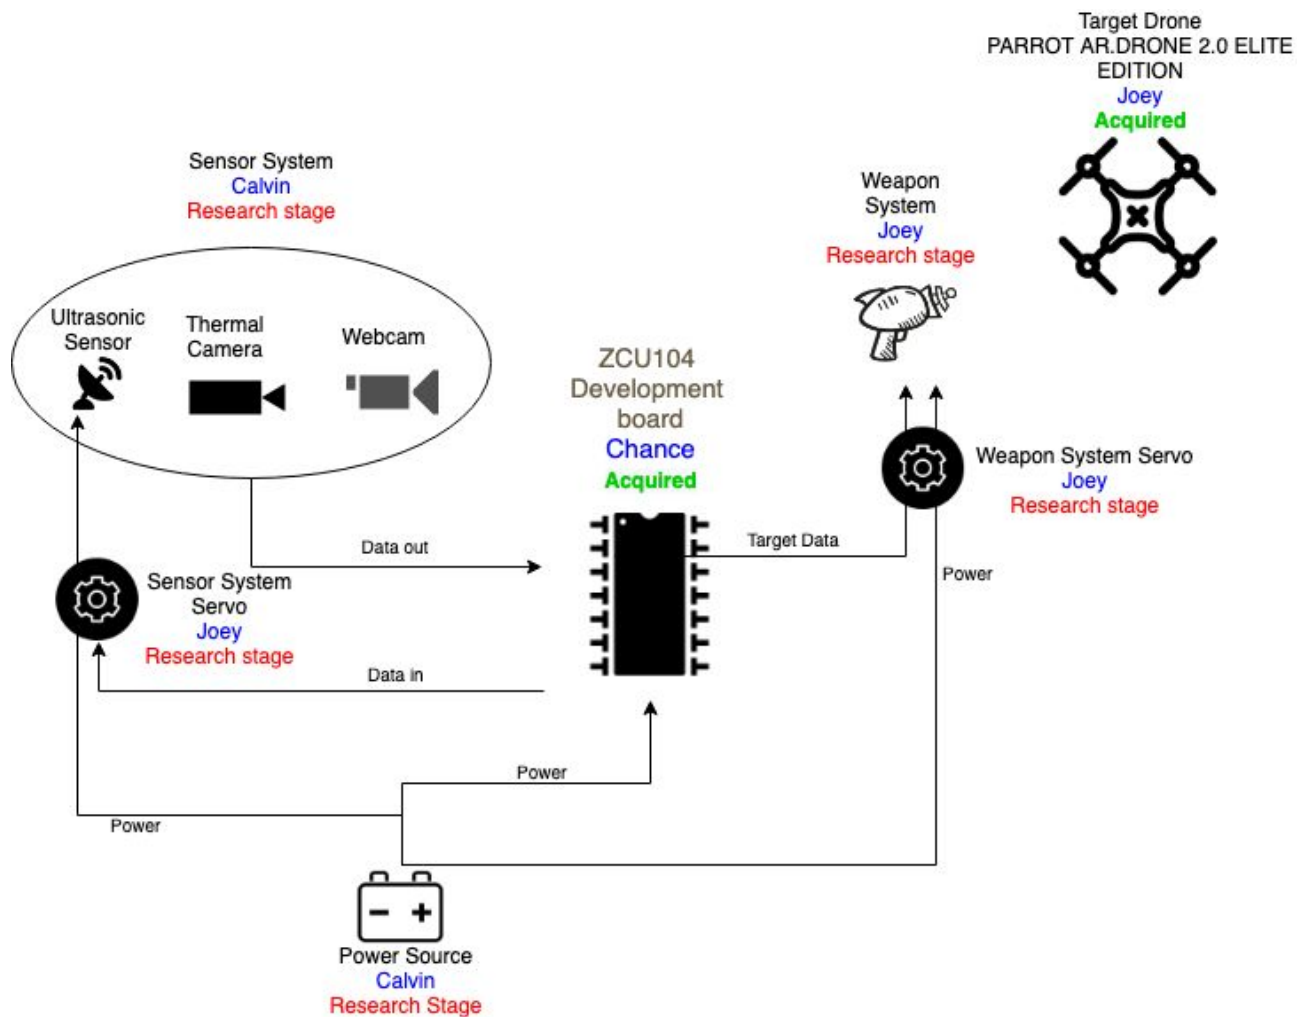 Target Drone
PARROT AR.DRONE 2.0 ELITE
EDITION
Joey
Acquired
Sensor System
Calvin
Research stage
Weapon
System
Joey
Research stage
Ultrasonic
Sensor
Thermal
Camera
Webcam
ZCU104
Development
board
Chance
Acquired
Weapon System Servo
Joey
Research stage
Data out
Target Data
Power
Sensor System
Servo
Joey
Research stage
Data in
Power
Power
Power Source
Calvin
Research Stage